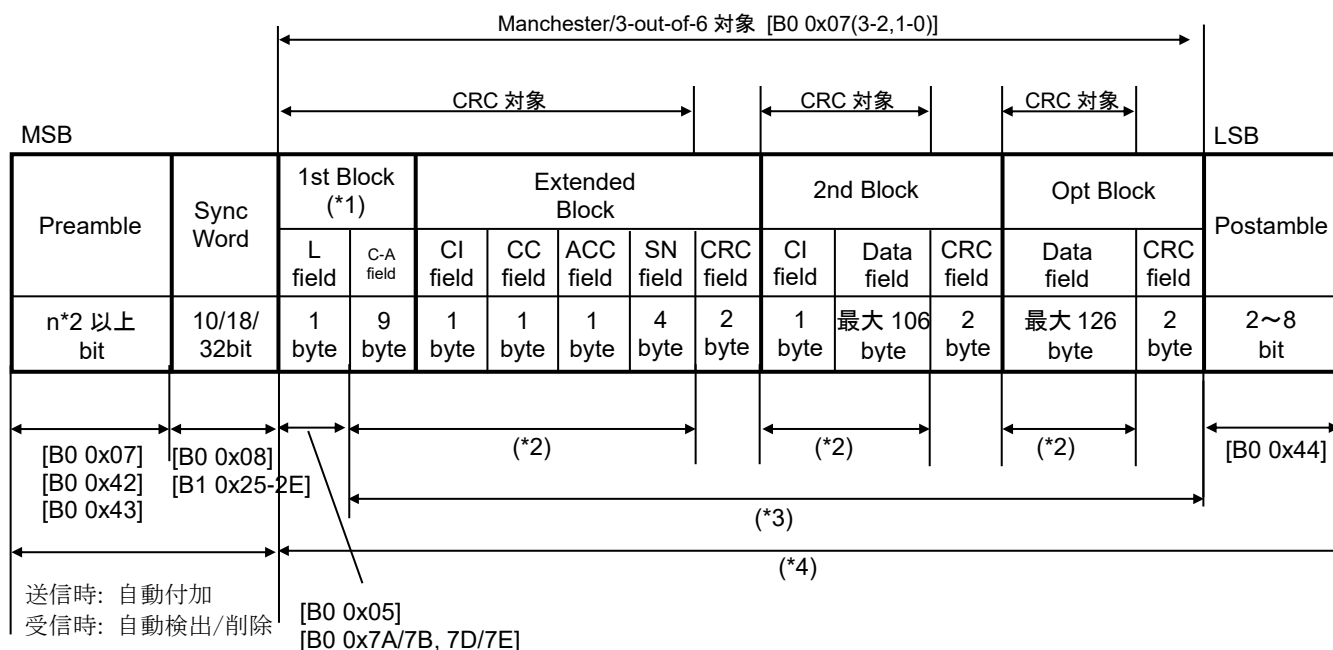 Manchester/3-out-of-6 対象 [B0 0x07(3-2,1-0)]
CRC 対象 CRC 対象 CRC 対象
MSB LSB
Preamble
Sync
Word
1st Block
(*1)
Extended
Block
2nd Block
Opt Block
Postamble
L
field
C-A
field
CI
field
CC
field
ACC
field
SN
field
CRC
field
CI
field
Data
field
CRC
field
Data
field
CRC
field
n*2 以上
bit
10/18/
32bit
1
byte
9
byte
1
byte
1
byte
1
byte
4
byte
2
byte
1
byte
最大 106
byte
2
byte
最大 126
byte
2
byte
2～8
bit
[B0 0x07]
[B0 0x42]
[B0 0x43]
[B0 0x08]
[B1 0x25-2E]
(*2)
(*2)
(*2)
[B0 0x44]
(*3)
(*4)
送信時: 自動付加
受信時: 自動検出/削除
[B0 0x05]
[B0 0x7A/7B, 7D/7E]